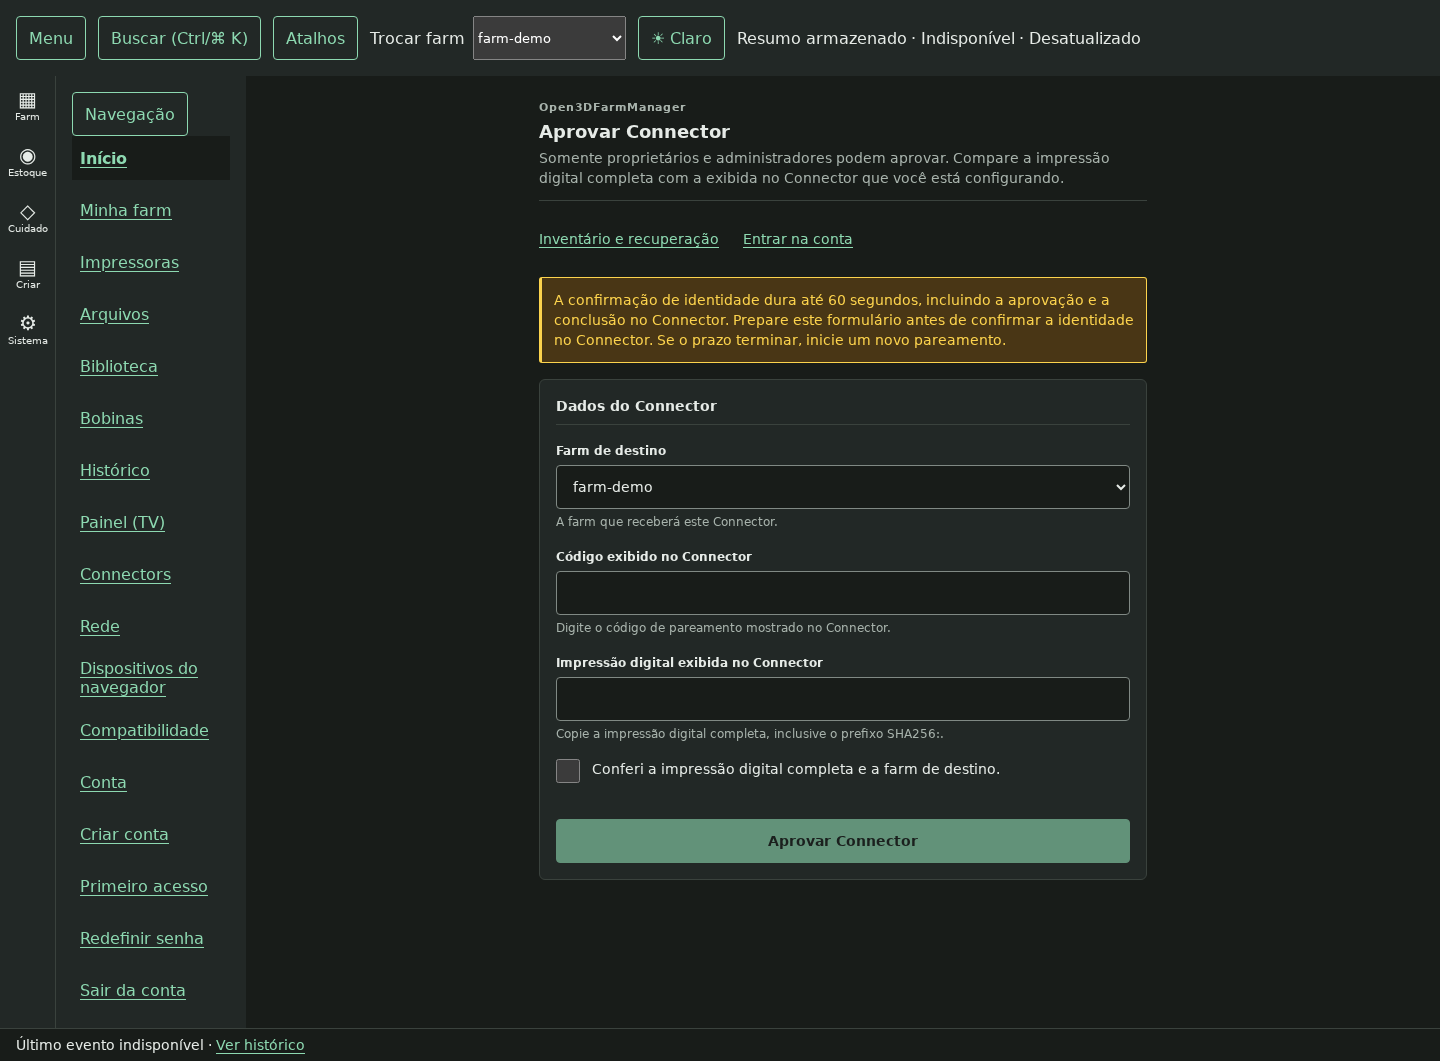 Menu
Buscar (Ctrl/⌘ K)
Atalhos
Trocar farm
farm-demo
☀ Claro
Resumo armazenado · Indisponível · Desatualizado
Farm
Estoque
Cuidado
Criar
Sistema
Navegação
Início
Minha farm
Impressoras
Arquivos
Biblioteca
Bobinas
Histórico
Painel (TV)
Connectors
Rede
Dispositivos do
navegador
Compatibilidade
Conta
Criar conta
Primeiro acesso
Redefinir senha
Sair da conta
Open3DFarmManager
Aprovar Connector
Somente proprietários e administradores podem aprovar. Compare a impressão
digital completa com a exibida no Connector que você está configurando.
Inventário e recuperação
Entrar na conta
A confirmação de identidade dura até 60 segundos, incluindo a aprovação e a
conclusão no Connector. Prepare este formulário antes de confirmar a identidade
no Connector. Se o prazo terminar, inicie um novo pareamento.
Dados do Connector
Farm de destino
farm-demo
A farm que receberá este Connector.
Código exibido no Connector
Digite o código de pareamento mostrado no Connector.
Impressão digital exibida no Connector
Copie a impressão digital completa, inclusive o prefixo SHA256:.
Conferi a impressão digital completa e a farm de destino.
Aprovar Connector
Último evento indisponível · Ver histórico